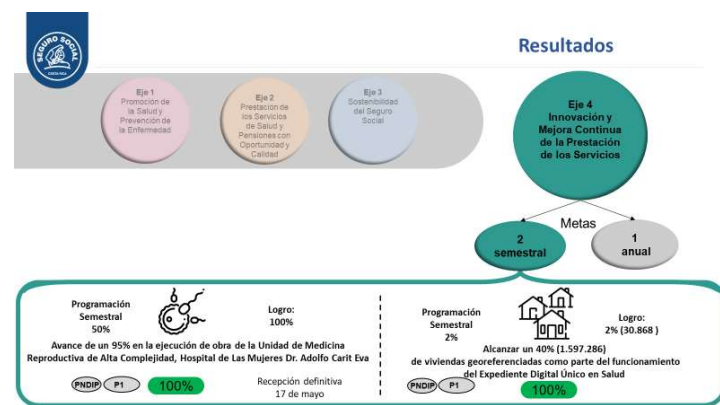 SEGURO SOCIAL
COSTA RICA
Resultados
Eje 1
Promoción de
la Salud y
Prevención de
la Enfermedad
Eje 2
Prestación de
los Servicios
de Salud y
Pensiones con
Oportunidad y
Calidad
Eje 3
Sostenibilidad
del Seguro
Social
Eje 4
Innovación y
Mejora Continua
de la Prestación
de los Servicios
Metas
2
semestral
1
anual
Programación
Semestral
50%
Logro:
100%
Avance de un 95% en la ejecución de obra de la Unidad de Medicina
Reproductiva de Alta Complejidad, Hospital de Las Mujeres Dr. Adolfo Carit Eva
PNDIP
P1
100%
Recepción definitiva
17 de mayo
Programación
Semestral
2%
Logro:
2% (30.868 )
Alcanzar un 40% (1.597.286)
de viviendas georeferenciadas como parte del funcionamiento
del Expediente Digital Único en Salud
PNDIP
P1
100%